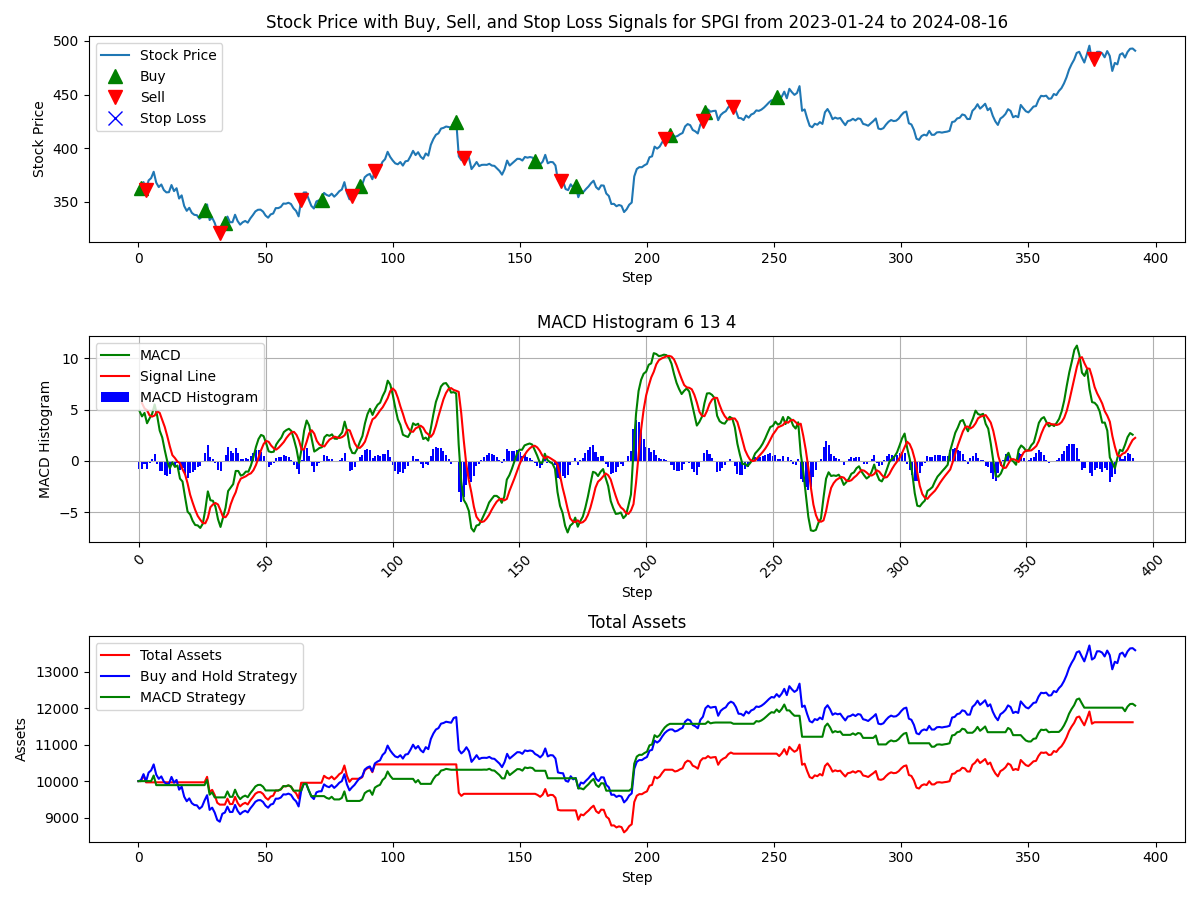 Stock Price with Buy, Sell, and Stop Loss Signals for SPGI from 2023-01-24 to 2024-08-16
Stock Price
500
450
400
350
Stock Price
Buy
Sell
Stop Loss
0 50 100 150 200 250 300 350 400
Step
MACD Histogram 6 13 4
MACD Histogram
10
5
0
−5
MACD
Signal Line
MACD Histogram
0 50 100 150 200 250 300 350 400
Step
Total Assets
Assets
13000
12000
11000
10000
9000
Total Assets
Buy and Hold Strategy
MACD Strategy
0 50 100 150 200 250 300 350 400
Step